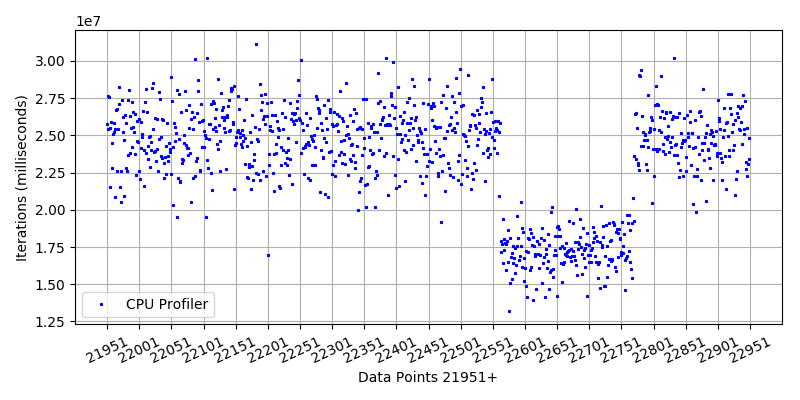 1e7
3.00
2.75
2.50
2.25
2.00
1.75
1.50
1.25
Iterations (milliseconds)
CPU Profiler
21951 22001 22051 22101 22151 22201 22251 22301 22351 22401 22451 22501 22551 22601 22651 22701 22751 22801 22851 22901 22951
Data Points 21951+